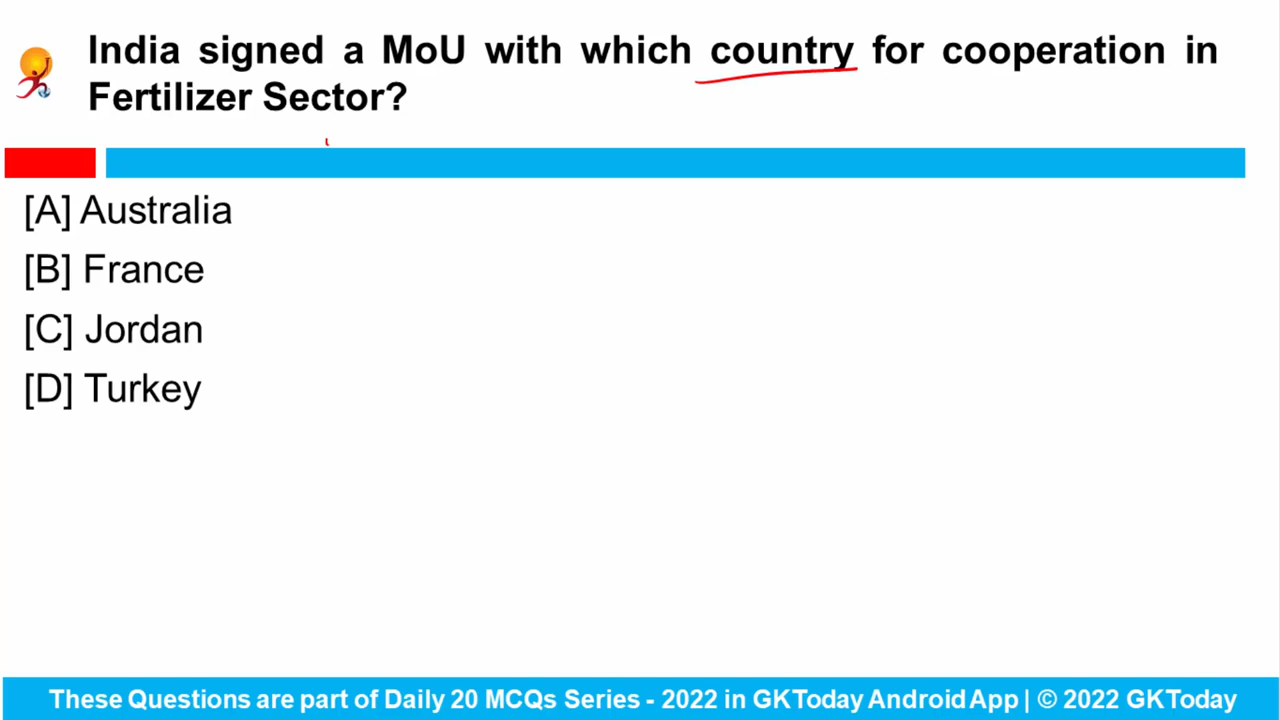 India signed a MoU with which country for cooperation in
Fertilizer Sector?
[A] Australia
[B] France
[C] Jordan
[D] Turkey
These Questions are part of Daily 20 MCQs Series - 2022 in GKToday Android App | © 2022 GKToday